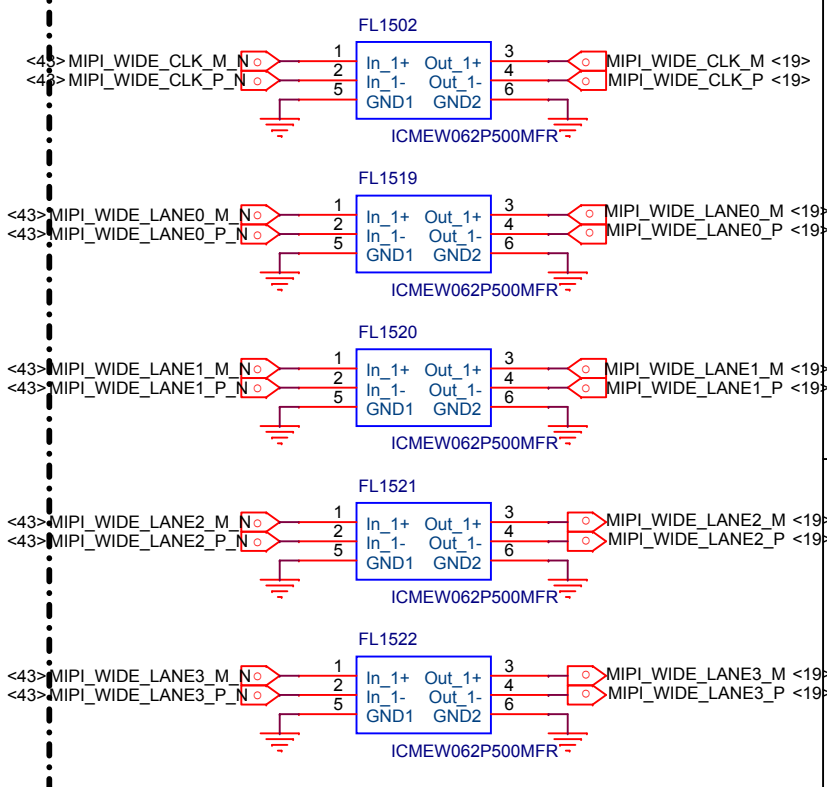 FL1502
<43> MIPI_WIDE_CLK_M_N 1 In_1+ Out_1+ 3 MIPI_WIDE_CLK_M <19>
<43> MIPI_WIDE_CLK_P_N 2 In_1- Out_1- 4 MIPI_WIDE_CLK_P <19>
5 GND1 GND2 6
ICMEW062P500MFR
FL1519
<43> MIPI_WIDE_LANE0_M_N 1 In_1+ Out_1+ 3 MIPI_WIDE_LANE0_M <19>
<43> MIPI_WIDE_LANE0_P_N 2 In_1- Out_1- 4 MIPI_WIDE_LANE0_P <19>
5 GND1 GND2 6
ICMEW062P500MFR
FL1520
<43> MIPI_WIDE_LANE1_M_N 1 In_1+ Out_1+ 3 MIPI_WIDE_LANE1_M <19>
<43> MIPI_WIDE_LANE1_P_N 2 In_1- Out_1- 4 MIPI_WIDE_LANE1_P <19>
5 GND1 GND2 6
ICMEW062P500MFR
FL1521
<43> MIPI_WIDE_LANE2_M_N 1 In_1+ Out_1+ 3 MIPI_WIDE_LANE2_M <19>
<43> MIPI_WIDE_LANE2_P_N 2 In_1- Out_1- 4 MIPI_WIDE_LANE2_P <19>
5 GND1 GND2 6
ICMEW062P500MFR
FL1522
<43> MIPI_WIDE_LANE3_M_N 1 In_1+ Out_1+ 3 MIPI_WIDE_LANE3_M <19>
<43> MIPI_WIDE_LANE3_P_N 2 In_1- Out_1- 4 MIPI_WIDE_LANE3_P <19>
5 GND1 GND2 6
ICMEW062P500MFR